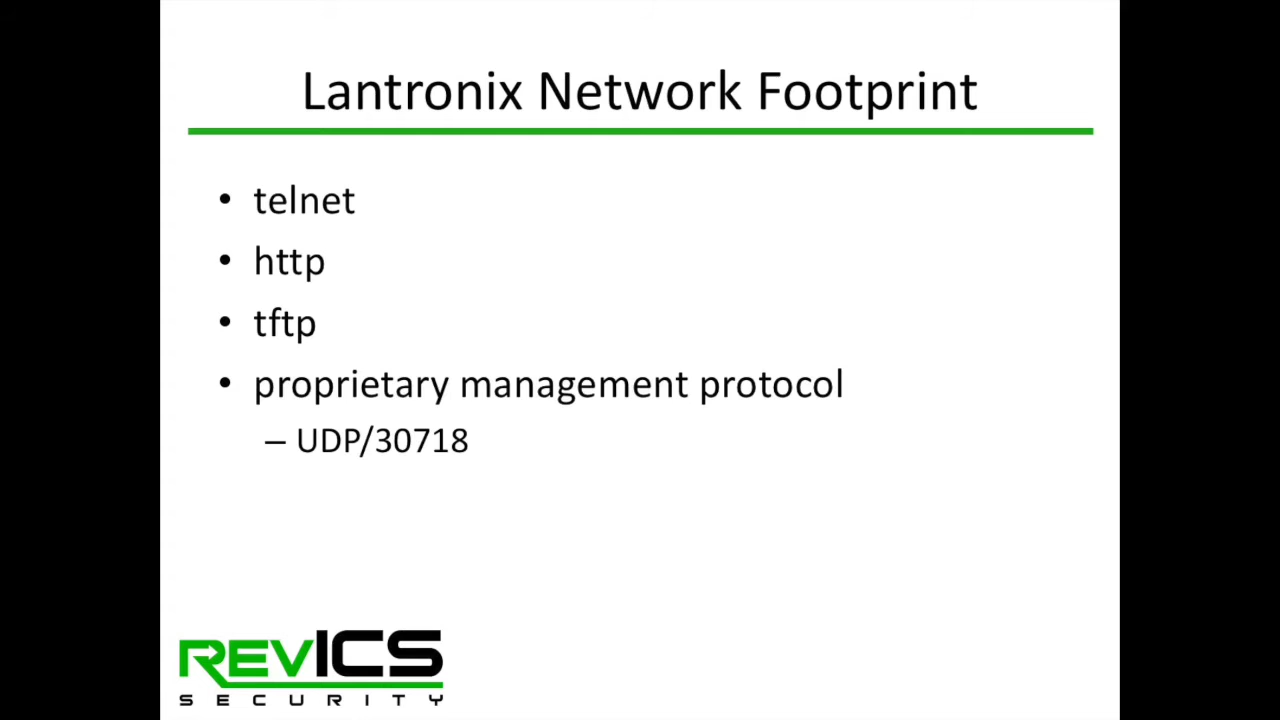 Lantronix Network Footprint
• telnet
• http
• tftp
• proprietary management protocol
– UDP/30718
REVICS
SECURITY